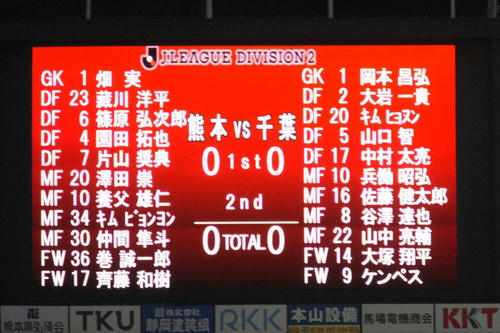 J.LEAGUE DIVISION 2
GK 1 畑 実
DF 23 藏川 洋平
DF 6 篠原 弘次郎
DF 4 園田 拓也
DF 7 片山 奨典
MF 20 澤田 崇
MF 10 養父 雄仁
MF 34 キム ピョンヨン
MF 30 仲間 隼斗
FW 36 巻 誠一郎
FW 17 齊藤 和樹
熊本 vs 千葉
0 1st 0
2nd
0 TOTAL 0
GK 1 岡本 昌弘
DF 2 大岩 一貴
DF 20 キム ヒョヌン
DF 5 山口 智
DF 17 中村 太亮
MF 10 兵働 昭弘
MF 16 佐藤 健太郎
MF 8 谷澤 達也
MF 22 山中 亮輔
FW 14 大塚 翔平
FW 9 ケンペス
熊本県弘済会
TKU
静岡塗装組
RKK
本山設備
馬場電機商会
KKT